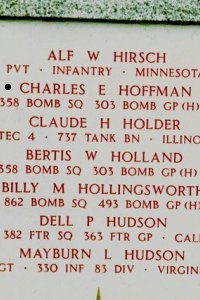 ALF W HIRSCH
PVT · INFANTRY · MINNESOTA
• CHARLES E HOFFMAN
358 BOMB SQ 303 BOMB GP (H)
CLAUDE H HOLDER
TEC 4 · 737 TANK BN · ILLINO
BERTIS W HOLLAND
358 BOMB SQ 303 BOMB GP (H)
BILLY M HOLLINGSWORTH
862 BOMB SQ 493 BOMB GP (H)
DELL P HUDSON
382 FTR SQ 363 FTR GP · CAL
MAYBURN L HUDSON
GT · 330 INF 83 DIV · VIRGIN